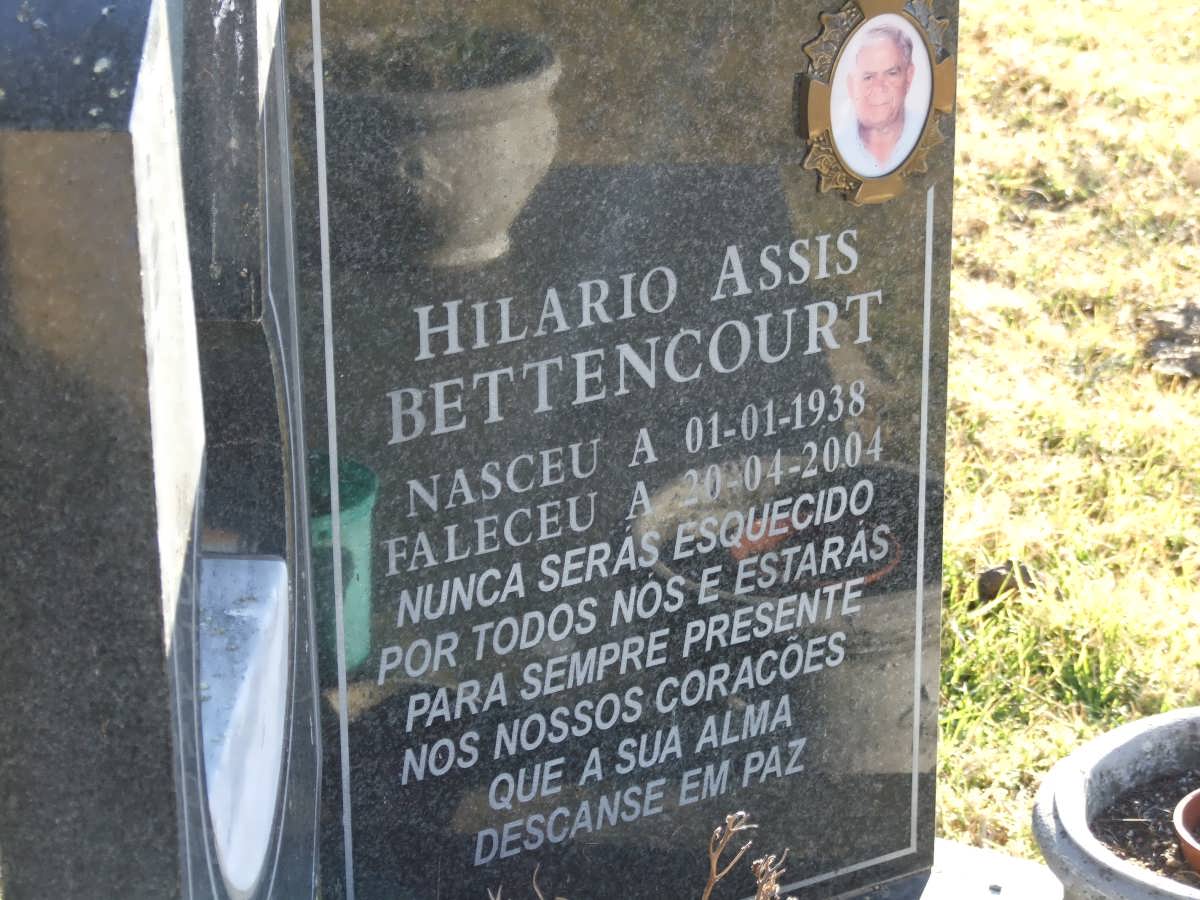 HILARIO ASSIS
BETTENCOURT
NASCEU A 01-01-1938
FALECEU A 20-04-2004
NUNCA SERÁS ESQUECIDO
POR TODOS NÓS E ESTARÁS
PARA SEMPRE PRESENTE
NOS NOSSOS CORACÕES
QUE A SUA ALMA
DESCANSE EM PAZ